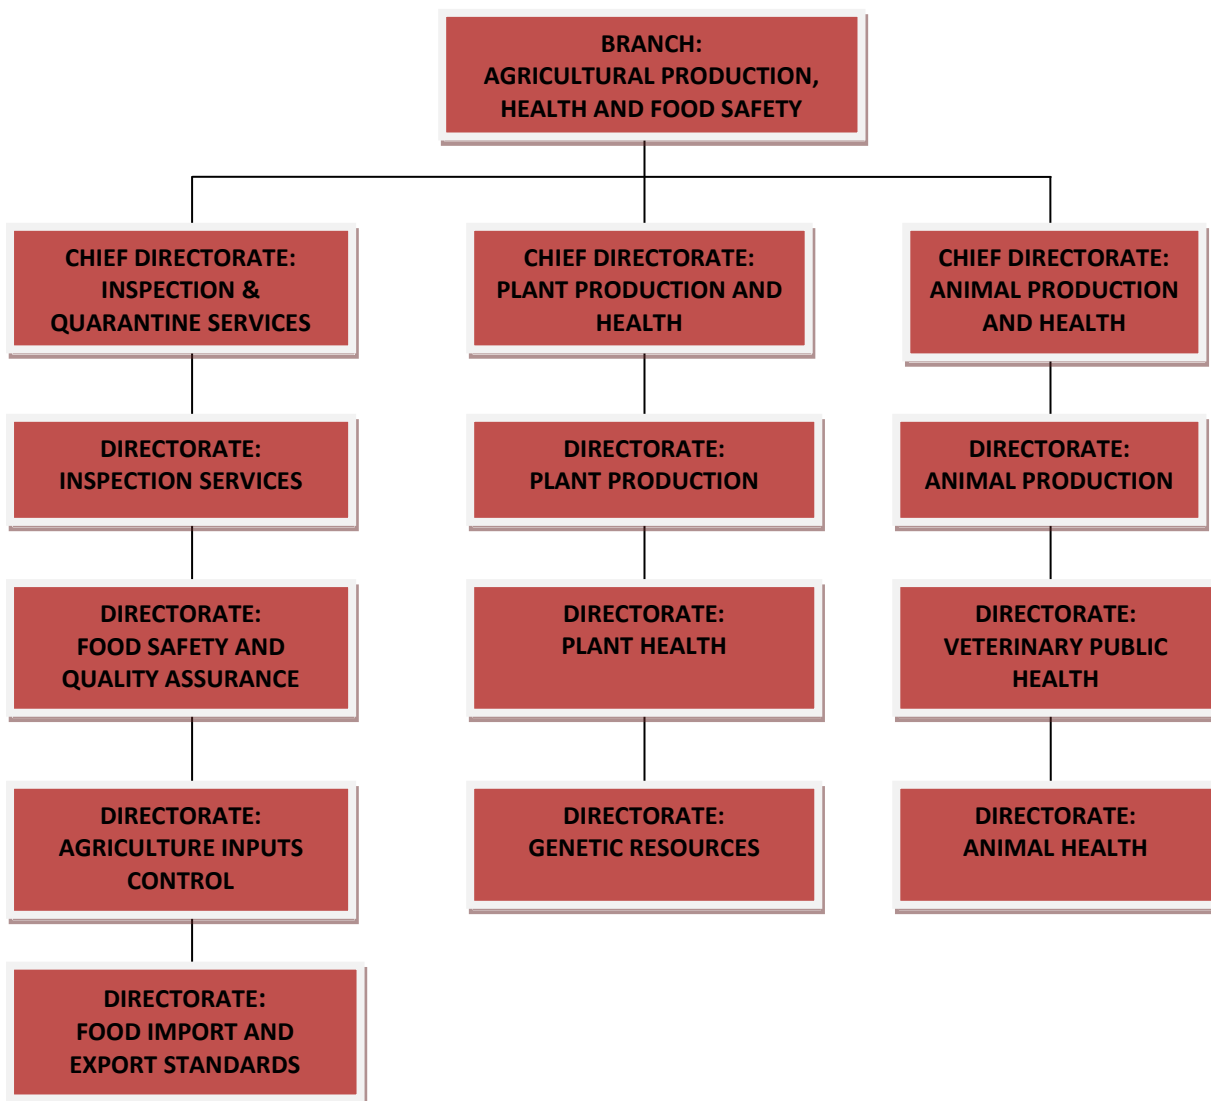 BRANCH:
AGRICULTURAL PRODUCTION,
HEALTH AND FOOD SAFETY
CHIEF DIRECTORATE:
INSPECTION &
QUARANTINE SERVICES
CHIEF DIRECTORATE:
PLANT PRODUCTION AND
HEALTH
CHIEF DIRECTORATE:
ANIMAL PRODUCTION
AND HEALTH
DIRECTORATE:
INSPECTION SERVICES
DIRECTORATE:
PLANT PRODUCTION
DIRECTORATE:
ANIMAL PRODUCTION
DIRECTORATE:
FOOD SAFETY AND
QUALITY ASSURANCE
DIRECTORATE:
PLANT HEALTH
DIRECTORATE:
VETERINARY PUBLIC
HEALTH
DIRECTORATE:
AGRICULTURE INPUTS
CONTROL
DIRECTORATE:
GENETIC RESOURCES
DIRECTORATE:
ANIMAL HEALTH
DIRECTORATE:
FOOD IMPORT AND
EXPORT STANDARDS